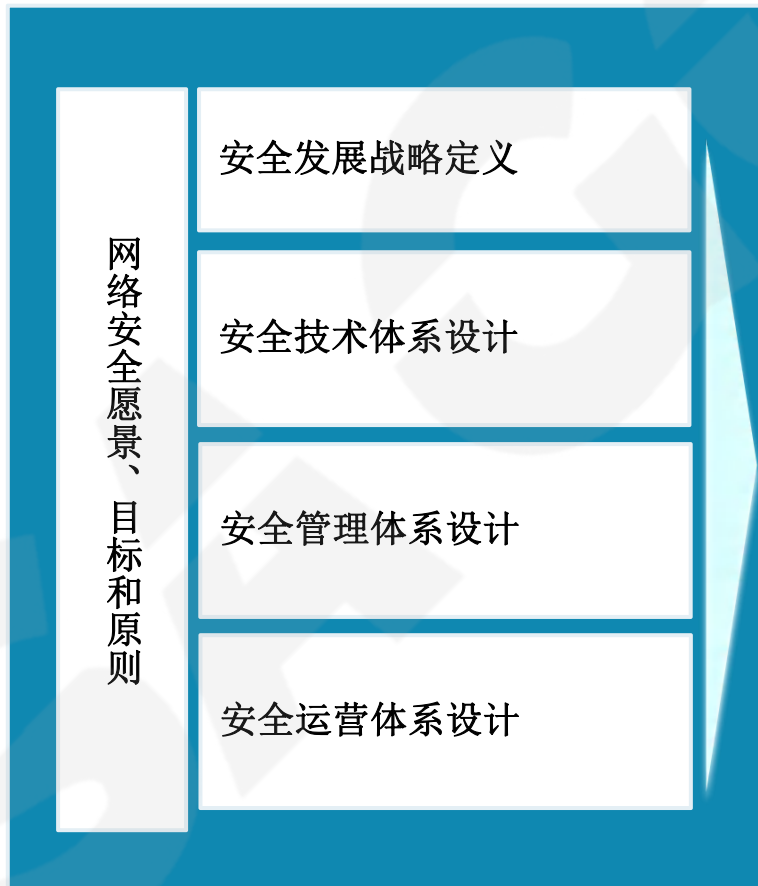 网络安全愿景、目标和原则
安全发展战略定义
安全技术体系设计
安全管理体系设计
安全运营体系设计